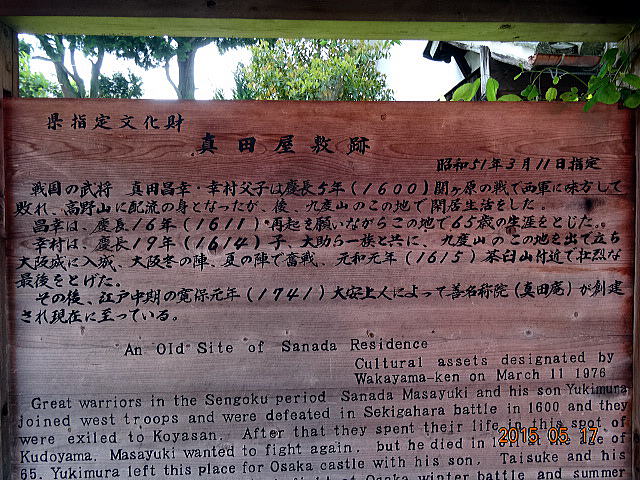 県指定文化財
真田屋敷跡
昭和51年3月11日指定
戦国の武将 真田昌幸・幸村父子は慶長5年(1600)関ヶ原の戦で西軍に味方して
敗れ、高野山に配流の身となったが、後、九度山のこの地で閑居生活をした。
昌幸は、慶長16年(1611)・再起を願いながらこの地で65歳の生涯をとじた。
幸村は、慶長19年(1614)子、大助ら一族と共に、九度山のこの地を出て立ち
大阪城に入城、大阪冬の陣、夏の陣で奮戦、元和元年(1615)茶臼山付近で壮烈な
最後をとげた。
その後、江戸中期の寛保元年(1741)大安上人によって善名称院(真田庵)が創建
され現在に至っている。
An Old Site of Sanada Residence
Cultural assets designated by
Wakayama-ken on March 11 1976
Great warriors in the Sengoku period Sanada Masayuki and his son Yukimura
joined west troops and were defeated in Sekigahara battle in 1600 and they
were exiled to Koyasan. After that they spent their life in this spot of
Kudoyama. Masayuki wanted to fight again, but he died in of
65. Yukimura left this place for Osaka castle with his son, Taisuke and his
at Osaka winter battle and summer
2015.05.17